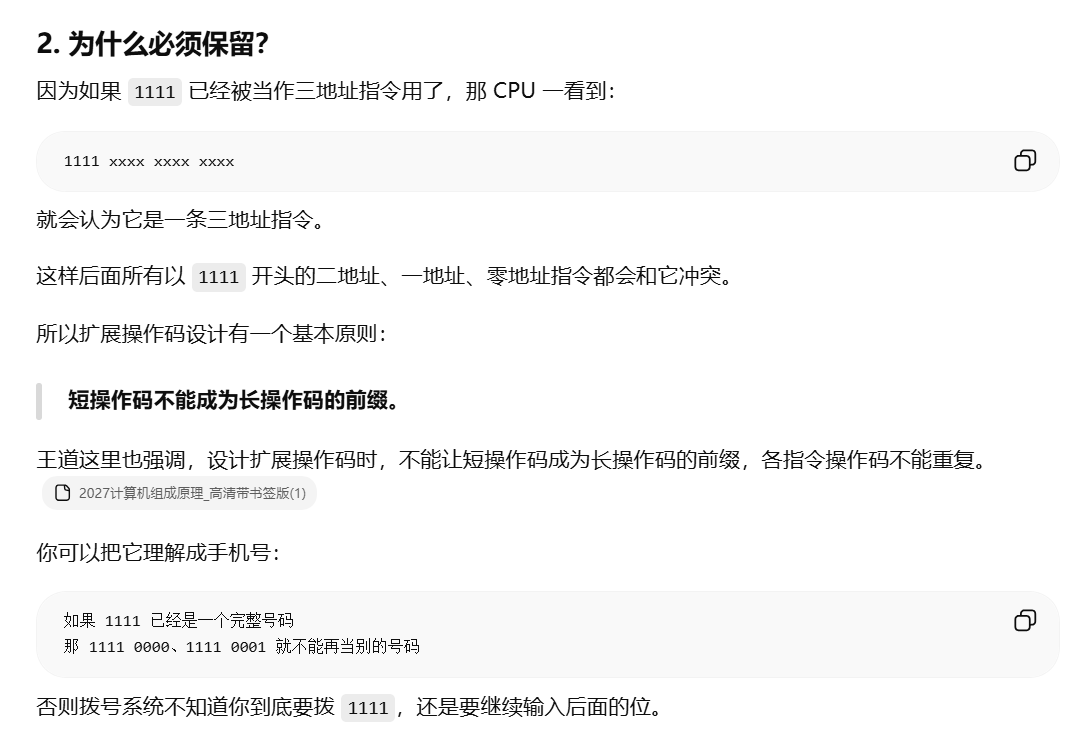 2. 为什么必须保留？
因为如果 1111 已经被当作三地址指令用了，那 CPU 一看到：
1111 xxxx xxxx xxxx
就会认为它是一条三地址指令。
这样后面所有以 1111 开头的二地址、一地址、零地址指令都会和它冲突。
所以扩展操作码设计有一个基本原则：
短操作码不能成为长操作码的前缀。
王道这里也强调，设计扩展操作码时，不能让短操作码成为长操作码的前缀，各指令操作码不能重复。
2027计算机组成原理_高清带书签版(1)
你可以把它理解成手机号：
如果 1111 已经是一个完整号码
那 1111 0000、1111 0001 就不能再当别的号码
否则拨号系统不知道你到底要拨 1111，还是要继续输入后面的位。